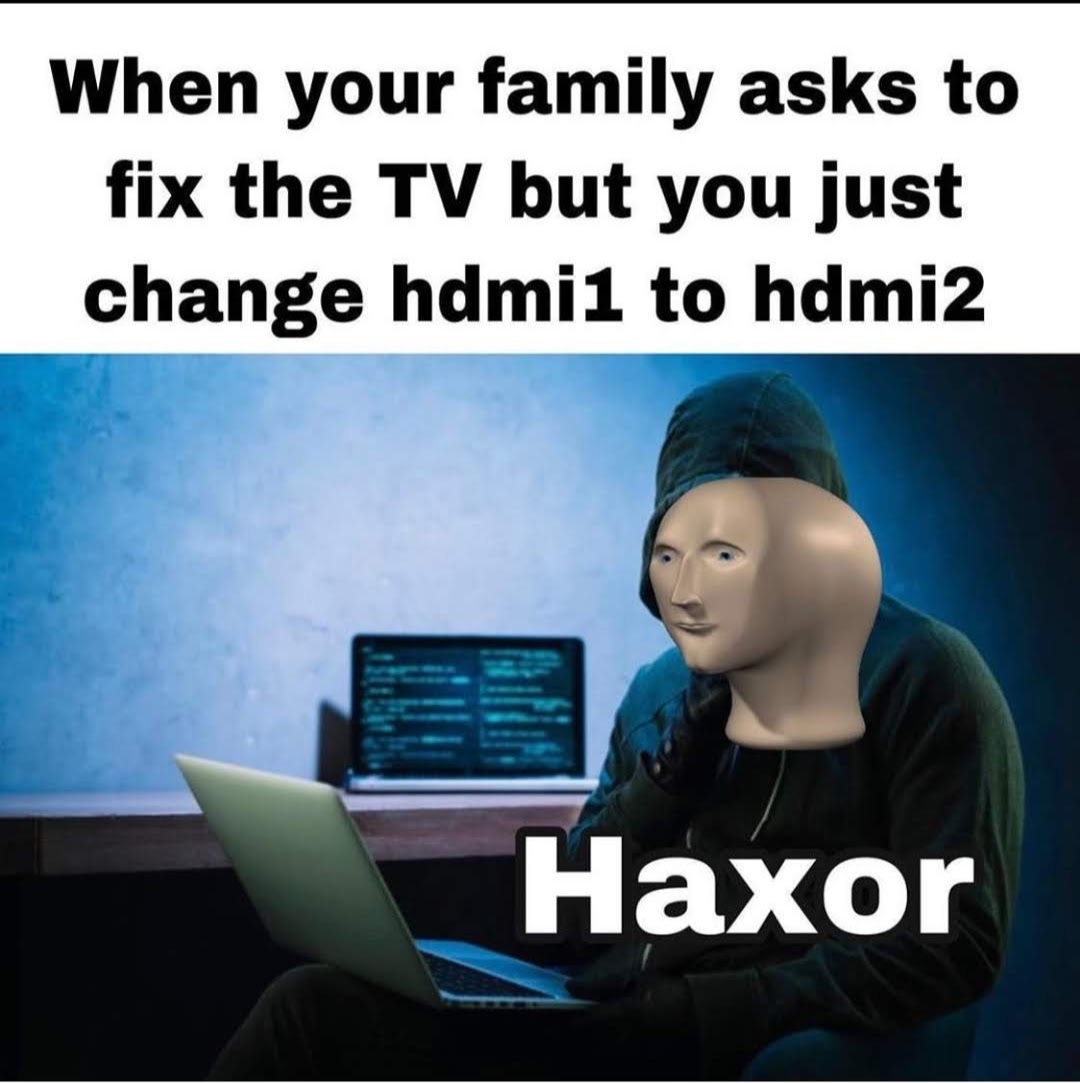 When your family asks to
fix the TV but you just
change hdmi1 to hdmi2
Haxor